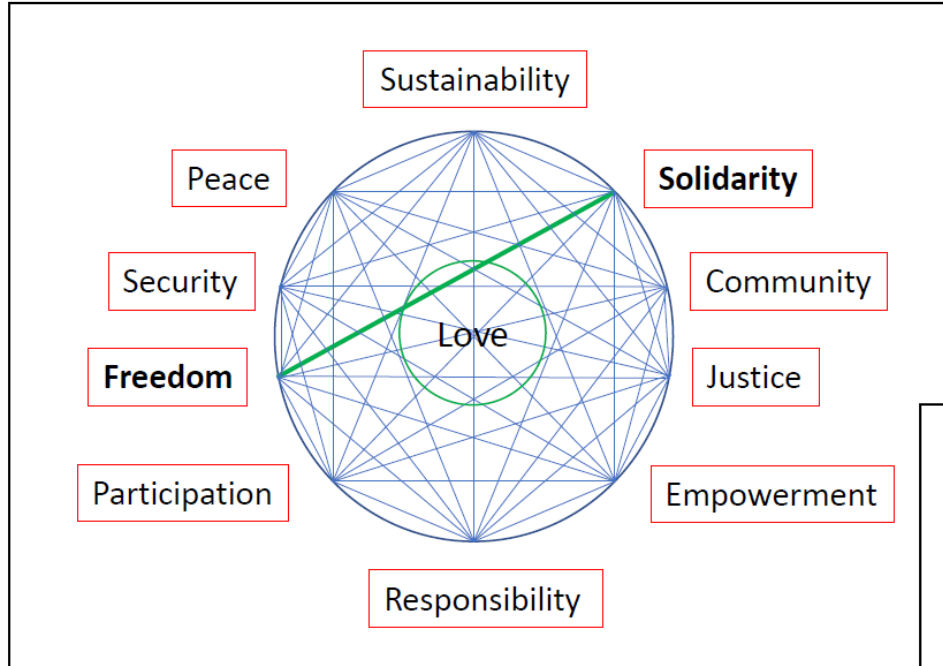 Sustainability
Peace
Solidarity
Security
Community
Love
Freedom
Justice
Participation
Empowerment
Responsibility